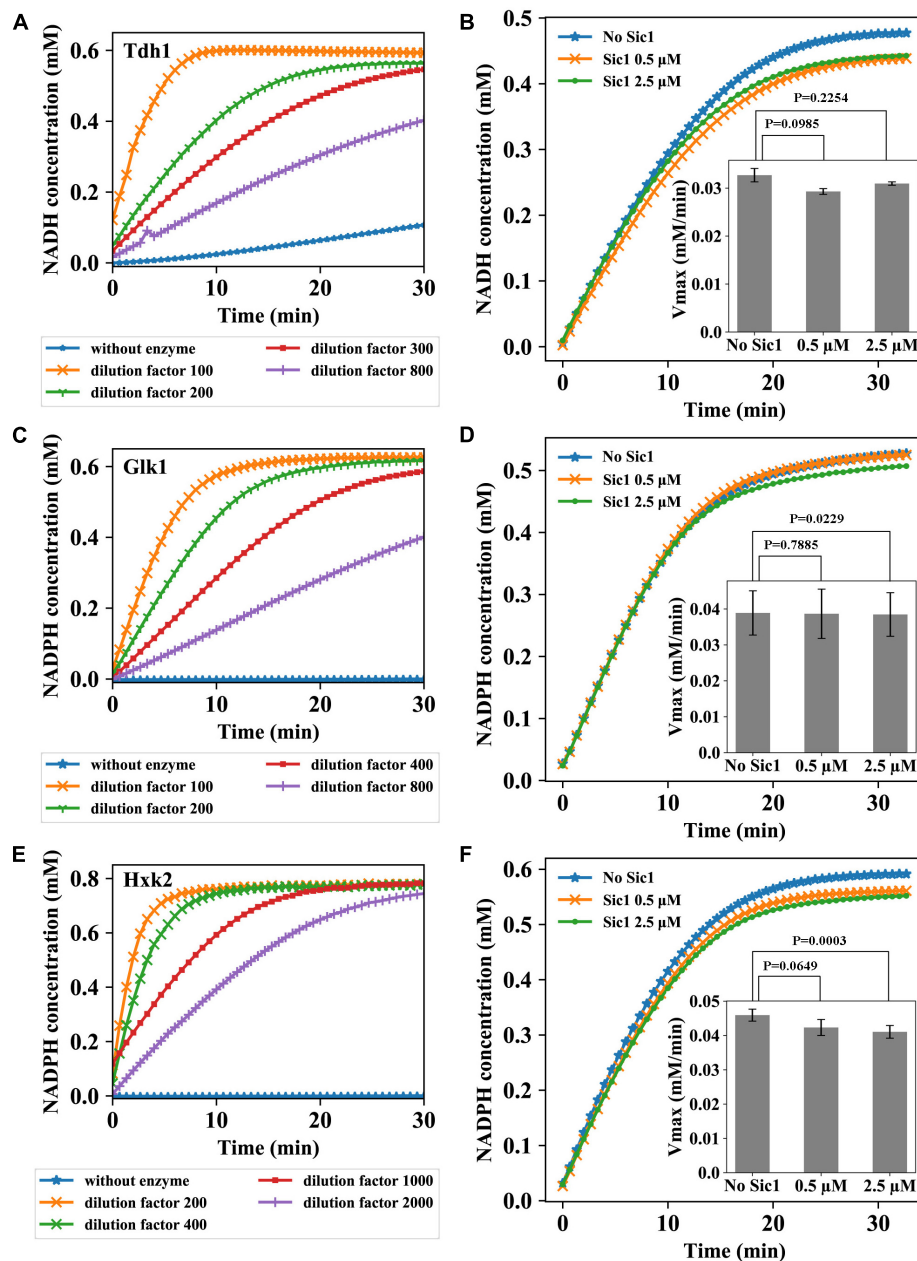 A
Tdh1
NADH concentration (mM)
0.6
0.4
0.2
0.0
0 10 20 30
Time (min)
without enzyme
dilution factor 100
dilution factor 200
dilution factor 300
dilution factor 800
B
No Sic1
Sic1 0.5 μM
Sic1 2.5 μM
NADH concentration (mM)
0.5
0.4
0.3
0.2
0.1
0.0
0 10 20 30
Time (min)
P=0.2254
P=0.0985
Vmax (mM/min)
0.03
0.02
0.01
0.0
No Sic1 0.5 μM 2.5 μM
C
Glk1
NADPH concentration (mM)
0.6
0.4
0.2
0.0
0 10 20 30
Time (min)
without enzyme
dilution factor 100
dilution factor 200
dilution factor 400
dilution factor 800
D
No Sic1
Sic1 0.5 μM
Sic1 2.5 μM
NADPH concentration (mM)
0.5
0.4
0.3
0.2
0.1
0.0
0 10 20 30
Time (min)
P=0.0229
P=0.7885
Vmax (mM/min)
0.04
0.03
0.02
0.01
0.0
No Sic1 0.5 μM 2.5 μM
E
Hxk2
NADPH concentration (mM)
0.8
0.6
0.4
0.2
0.0
0 10 20 30
Time (min)
without enzyme
dilution factor 200
dilution factor 400
dilution factor 1000
dilution factor 2000
F
No Sic1
Sic1 0.5 μM
Sic1 2.5 μM
NADPH concentration (mM)
0.6
0.5
0.4
0.3
0.2
0.1
0.0
0 10 20 30
Time (min)
P=0.0003
P=0.0649
Vmax (mM/min)
0.05
0.04
0.03
0.02
0.01
0.0
No Sic1 0.5 μM 2.5 μM